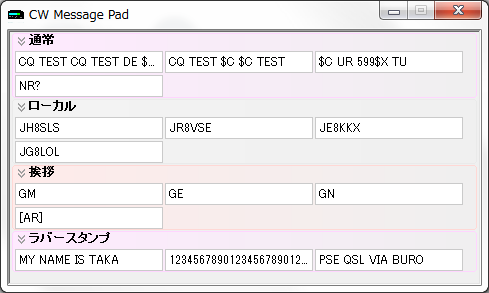 CW Message Pad
通常
CQ TEST CQ TEST DE $...
CQ TEST $C $C TEST
$C UR 599$X TU
NR?
ローカル
JH8SLS
JR8VSE
JE8KKX
JG8LOL
挨拶
GM
GE
GN
[AR]
ラバースタンプ
MY NAME IS TAKA
1234567890123456789012...
PSE QSL VIA BURO